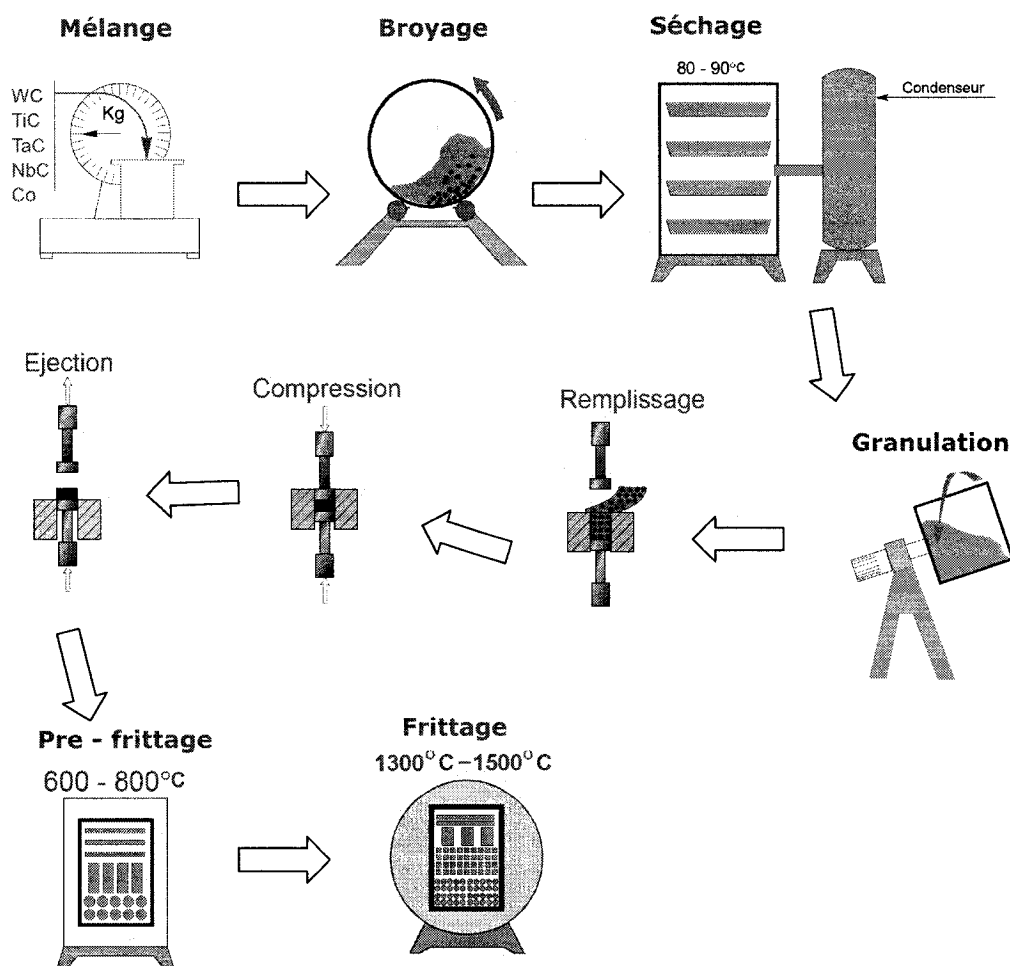 Mélange
Broyage
Séchage
80 - 90°C
Condenseur
WC
TiC
TaC
NbC
Co
Kg
Ejection
Compression
Remplissage
Granulation
Pre - frittage
600 - 800°C
Frittage
1300°C-1500°C